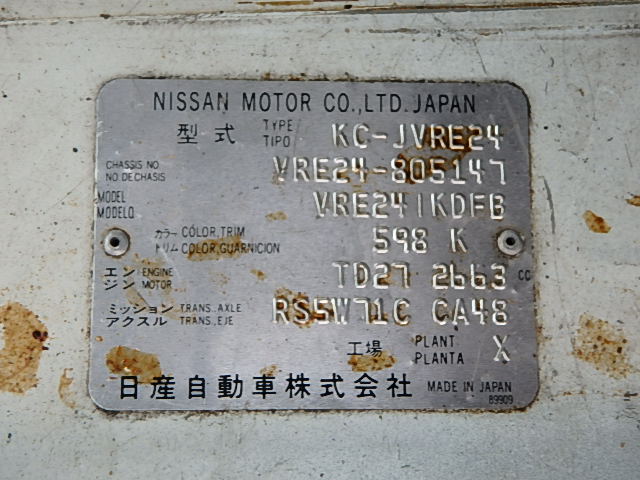 NISSAN MOTOR CO.,LTD. JAPAN
型式 TYPE TIPO KC-JVRE24
CHASSIS NO NO DECHASIS VRE24-805147
MODEL MODELO VRE241KDFB
カラー COLOR,TRIM
トリム COLOR,GUARNICION 598 K
エン ENGINE
ジン MOTOR TD27 2663 CC
ミッション TRANS.,AXLE
アクスル TRANS.,EJE RS5W71C CA48
工場 PLANT PLANTA X
日産自動車株式会社 MADE IN JAPAN
89909